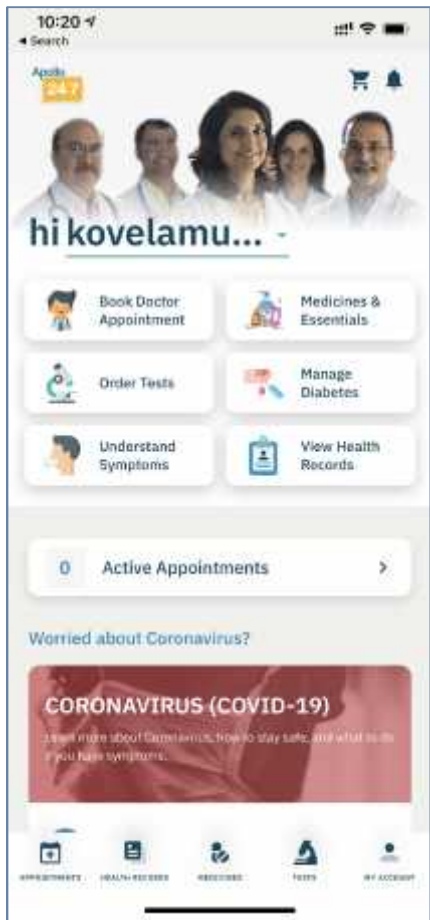 10:20
◂ Search
Apollo
24 7
hi kovelamu...
Book Doctor
Appointment
Medicines &
Essentials
Order Tests
Manage
Diabetes
Understand
Symptoms
View Health
Records
0 Active Appointments
Worried about Coronavirus?
CORONAVIRUS (COVID-19)
Learn more about Coronavirus, how to stay safe, and what to do
if you have symptoms.
APPOINTMENTS HEALTH RECORDS MEDICINES TESTS MY ACCOUNT